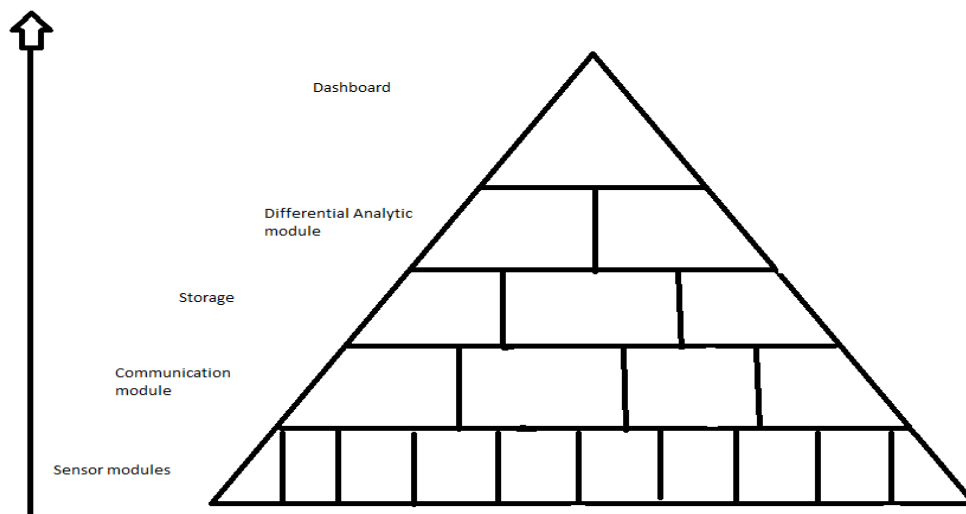 Dashboard
Differential Analytic
module
Storage
Communication
module
Sensor modules